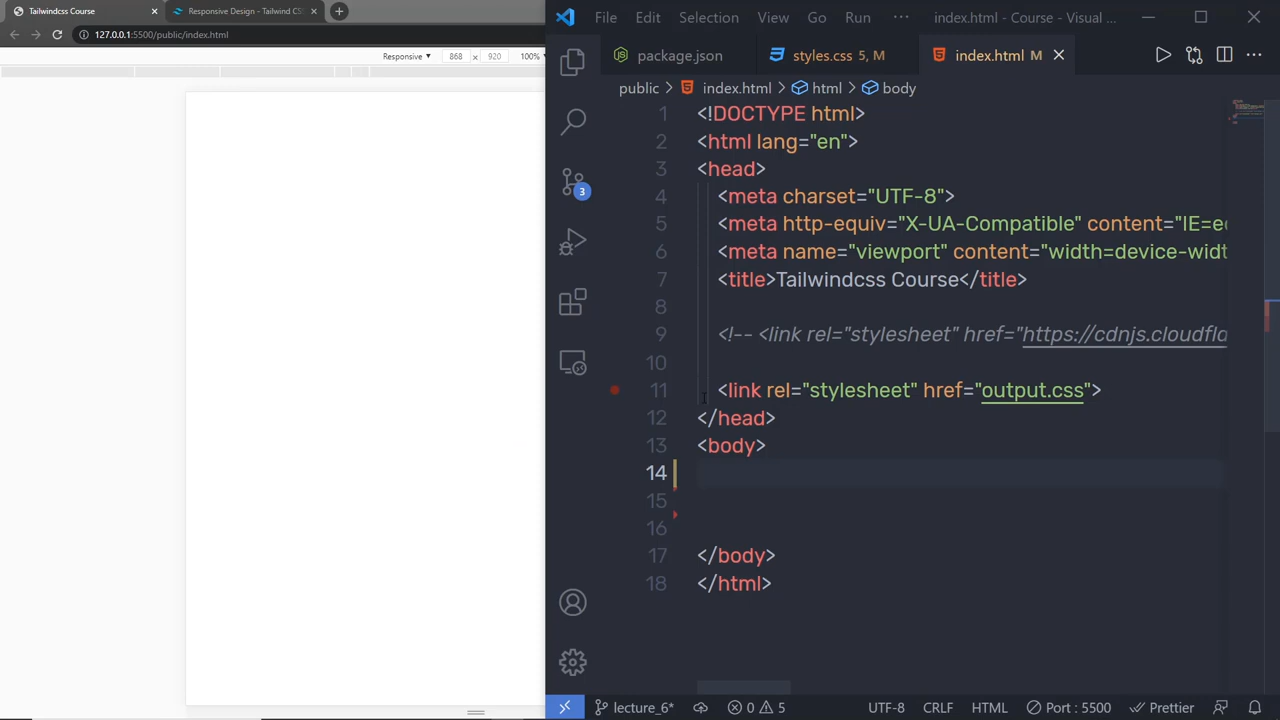 Tailwindcss Course
Responsive Design - Tailwind CSS
127.0.0.1:5500/public/index.html
Responsive 868 x 920 100%
File Edit Selection View Go Run ··· index.html - Course - Visual ...
package.json styles.css 5, M index.html M
public > index.html > html > body
1 <!DOCTYPE html>
2 <html lang="en">
3 <head>
4 <meta charset="UTF-8">
5 <meta http-equiv="X-UA-Compatible" content="IE=ec
6 <meta name="viewport" content="width=device-widt
7 <title>Tailwindcss Course</title>
8
9 <!-- <link rel="stylesheet" href="https://cdnjs.cloudfla
10
11 <link rel="stylesheet" href="output.css">
12 </head>
13 <body>
14
15
16
17 </body>
18 </html>
3
lecture_6* 0 5 UTF-8 CRLF HTML Port : 5500 Prettier